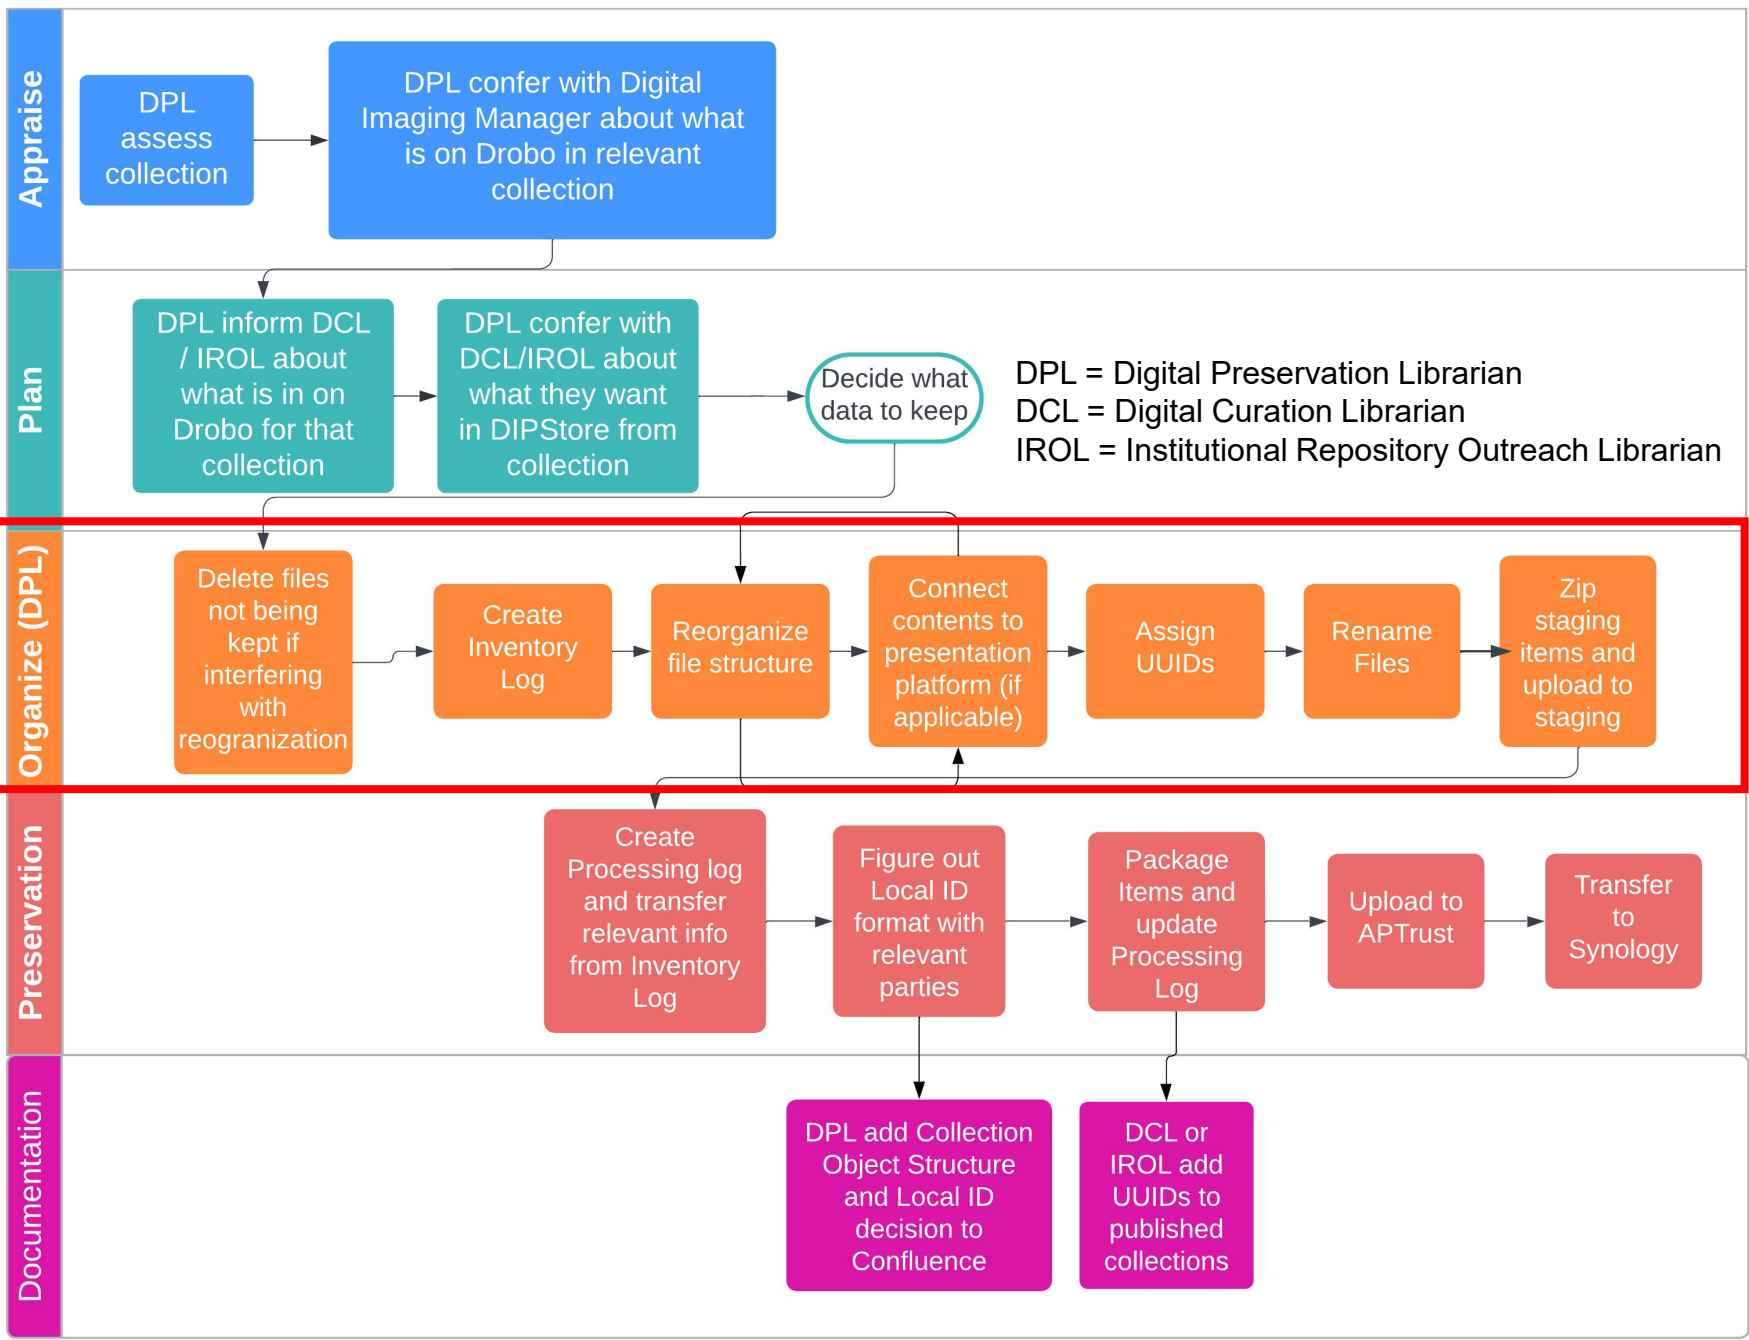 Appraise
DPL
assess
collection
DPL confer with Digital
Imaging Manager about what
is on Drobo in relevant
collection
Plan
DPL inform DCL
/ IROL about
what is in on
Drobo for that
collection
DPL confer with
DCL/IROL about
what they want
in DIPStore from
collection
Decide what
data to keep
DPL = Digital Preservation Librarian
DCL = Digital Curation Librarian
IROL = Institutional Repository Outreach Librarian
Organize (DPL)
Delete files
not being
kept if
interfering
with
reogranization
Create
Inventory
Log
Reorganize
file structure
Connect
contents to
presentation
platform (if
applicable)
Assign
UUIDs
Rename
Files
Zip
staging
items and
upload to
staging
Preservation
Create
Processing log
and transfer
relevant info
from Inventory
Log
Figure out
Local ID
format with
relevant
parties
Package
Items and
update
Processing
Log
Upload to
APTrust
Transfer
to
Synology
Documentation
DPL add Collection
Object Structure
and Local ID
decision to
Confluence
DCL or
IROL add
UUIDs to
published
collections